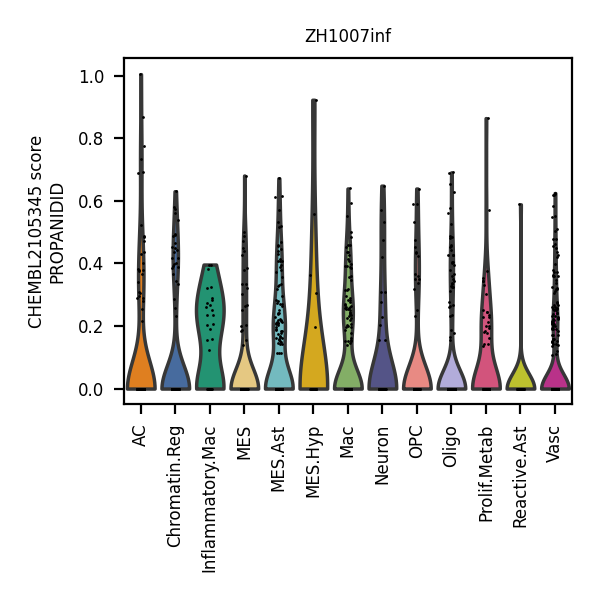 ZH1007inf
CHEMBL2105345 score
PROPANIDID
1.0
0.8
0.6
0.4
0.2
0.0
AC
Chromatin.Reg
Inflammatory.Mac
MES
MES.Ast
MES.Hyp
Mac
Neuron
OPC
Oligo
Prolif.Metab
Reactive.Ast
Vasc